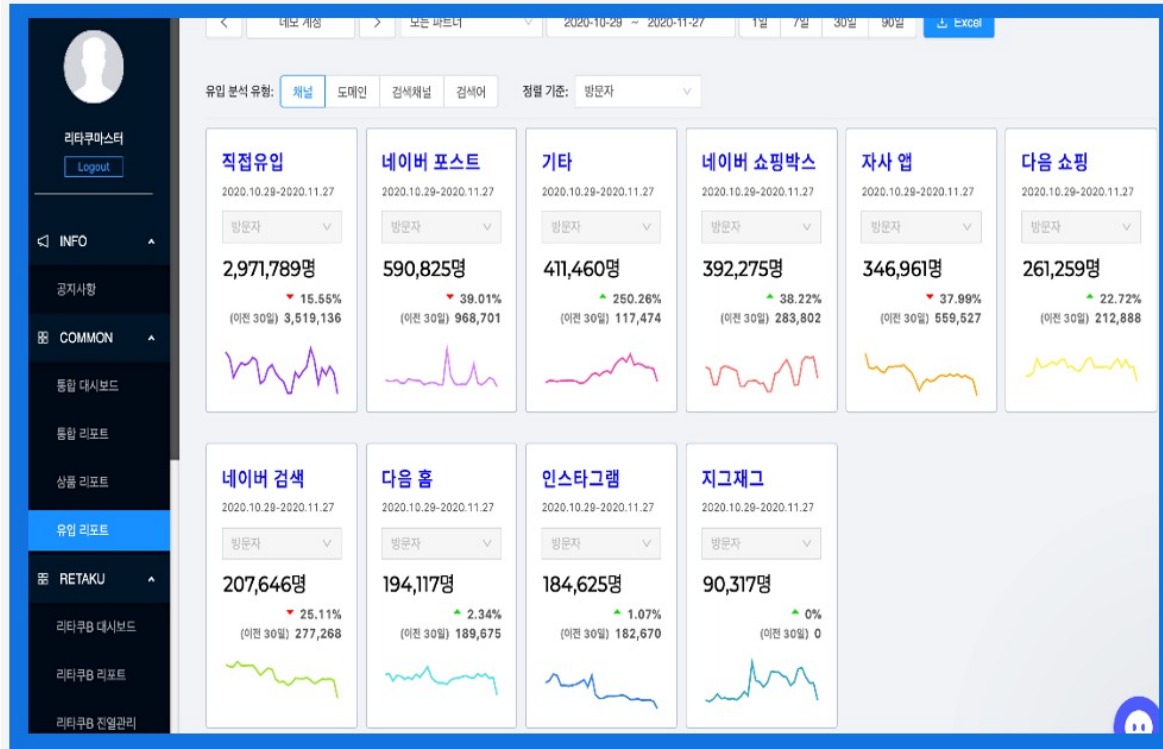 네모 계정
모든 파트너
2020-10-29 ~ 2020-11-27
1일 7일 30일 90일
Excel
리타쿠마스터
Logout
INFO
공지사항
COMMON
통합 대시보드
통합 리포트
상품 리포트
유입 리포트
RETAKU
리타쿠B 대시보드
리타쿠B 리포트
리타쿠B 진열관리
유입 분석 유형: 채널 도메인 검색채널 검색어 정렬 기준: 방문자
직접유입
2020.10.29-2020.11.27
방문자
2,971,789명
15.55%
(이전 30일) 3,519,136
네이버 포스트
2020.10.29-2020.11.27
방문자
590,825명
39.01%
(이전 30일) 968,701
기타
2020.10.29-2020.11.27
방문자
411,460명
250.26%
(이전 30일) 117,474
네이버 쇼핑박스
2020.10.29-2020.11.27
방문자
392,275명
38.22%
(이전 30일) 283,802
자사 앱
2020.10.29-2020.11.27
방문자
346,961명
37.99%
(이전 30일) 559,527
다음 쇼핑
2020.10.29-2020.11.27
방문자
261,259명
22.72%
(이전 30일) 212,888
네이버 검색
2020.10.29-2020.11.27
방문자
207,646명
25.11%
(이전 30일) 277,268
다음 홈
2020.10.29-2020.11.27
방문자
194,117명
2.34%
(이전 30일) 189,675
인스타그램
2020.10.29-2020.11.27
방문자
184,625명
1.07%
(이전 30일) 182,670
지그재그
2020.10.29-2020.11.27
방문자
90,317명
0%
(이전 30일) 0